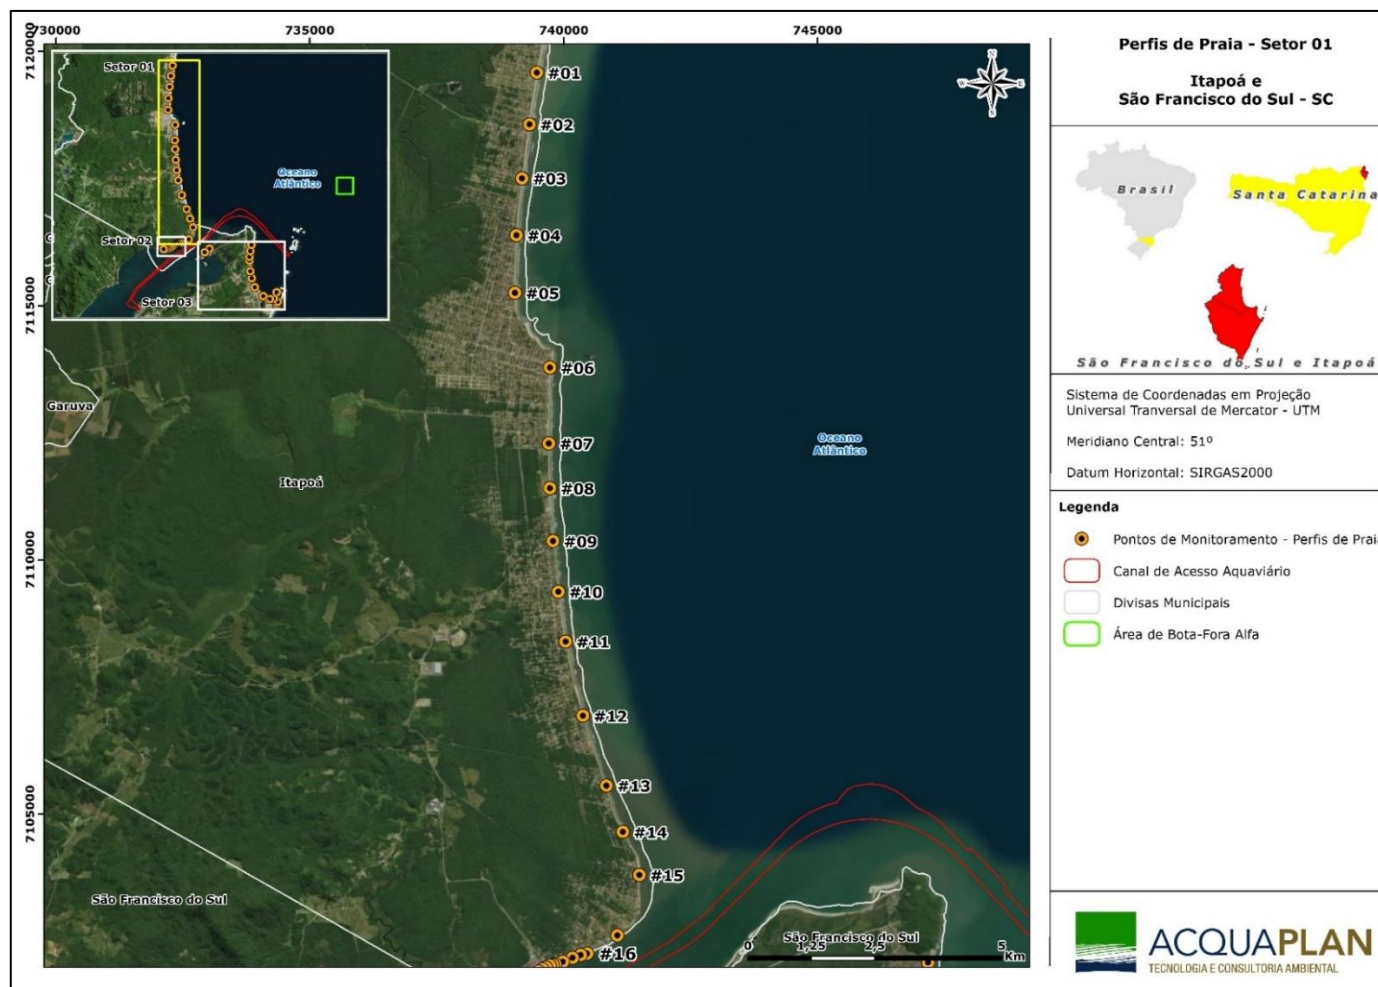 730000
735000
740000
745000
7120000
7115000
7110000
7105000
Setor 01
Oceano
Atlântico
Setor 02
Setor 03
#01
#02
#03
#04
#05
#06
#07
#08
#09
#10
#11
#12
#13
#14
#15
#16
Garuva
Itapoá
São Francisco do Sul
Oceano
Atlântico
São Francisco do Sul
0 1,25 2,5 5
Km
N
W E
S
Perfis de Praia - Setor 01
Itapoá e
São Francisco do Sul - SC
Brasil
Santa Catarina
São Francisco do Sul e Itapoá
Sistema de Coordenadas em Projeção
Universal Tranversal de Mercator - UTM
Meridiano Central: 51º
Datum Horizontal: SIRGAS2000
Legenda
Pontos de Monitoramento - Perfis de Praia
Canal de Acesso Aquaviário
Divisas Municipais
Área de Bota-Fora Alfa
ACQUAPLAN
TECNOLOGIA E CONSULTORIA AMBIENTAL